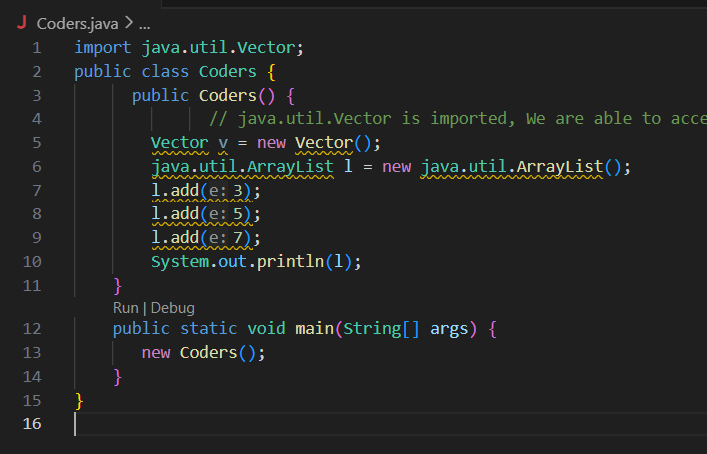 J Coders.java > ...
1 import java.util.Vector;
2 public class Coders {
3 public Coders() {
4 // java.util.Vector is imported, We are able to acce
5 Vector v = new Vector();
6 java.util.ArrayList l = new java.util.ArrayList();
7 l.add(e: 3);
8 l.add(e: 5);
9 l.add(e: 7);
10 System.out.println(l);
11 }
Run | Debug
12 public static void main(String[] args) {
13 new Coders();
14 }
15 }
16